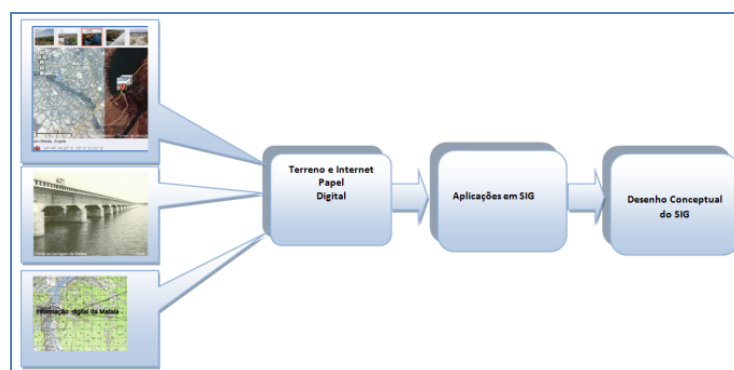 Informação digital da Matala
Terreno e Internet
Papel
Digital
Aplicações em SIG
Desenho Conceptual
do SIG